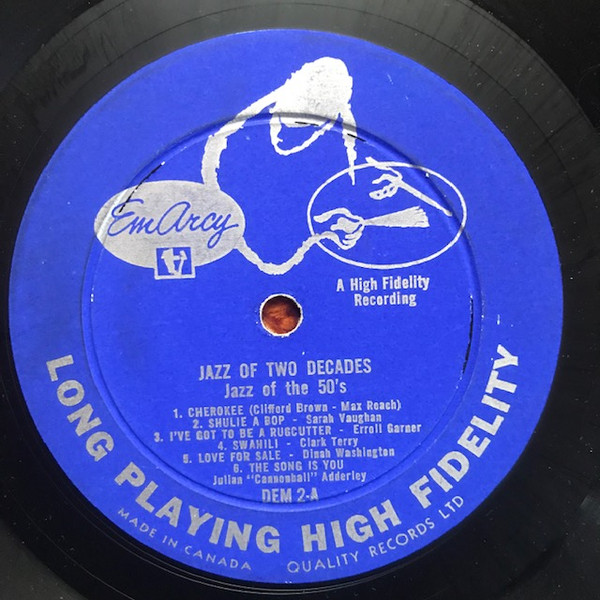 EmArcy
A High Fidelity
Recording
JAZZ OF TWO DECADES
Jazz of the 50's
1. CHEROKEE (Clifford Brown - Max Roach)
2. SHULIE A BOP - Sarah Vaughan
3. I'VE GOT TO BE A RUGCUTTER - Erroll Garner
4. SWAHILI - Clark Terry
5. LOVE FOR SALE - Dinah Washington
6. THE SONG IS YOU
Julian "Cannonball" Adderley
DEM 2-A
LONG PLAYING HIGH FIDELITY
MADE IN CANADA QUALITY RECORDS LTD